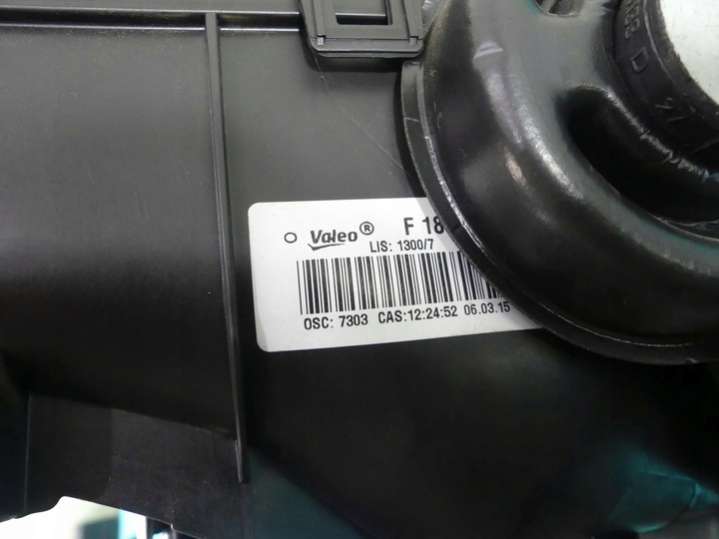 Valeo® F 18
LIS: 1300/7
OSC: 7303 CAS:12:24:52 06.03.15